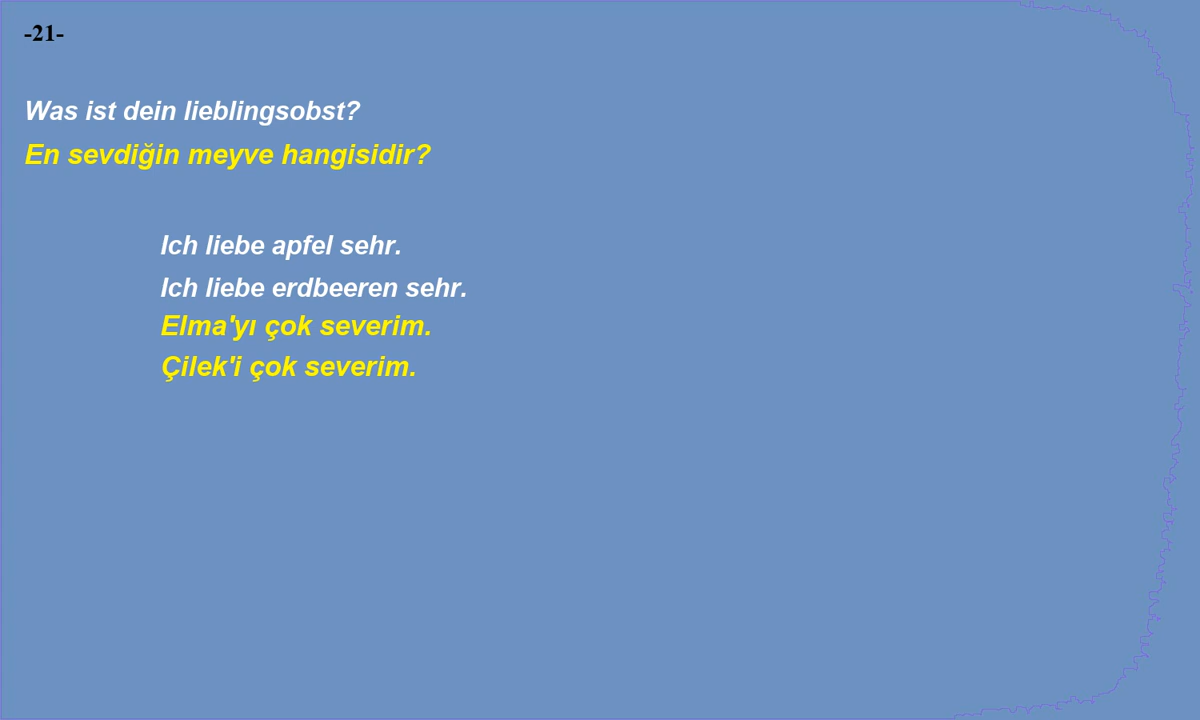 -21-
Was ist dein lieblingsobst?
En sevdiğin meyve hangisidir?
Ich liebe apfel sehr.
Ich liebe erdbeeren sehr.
Elma'yı çok severim.
Çilek'i çok severim.